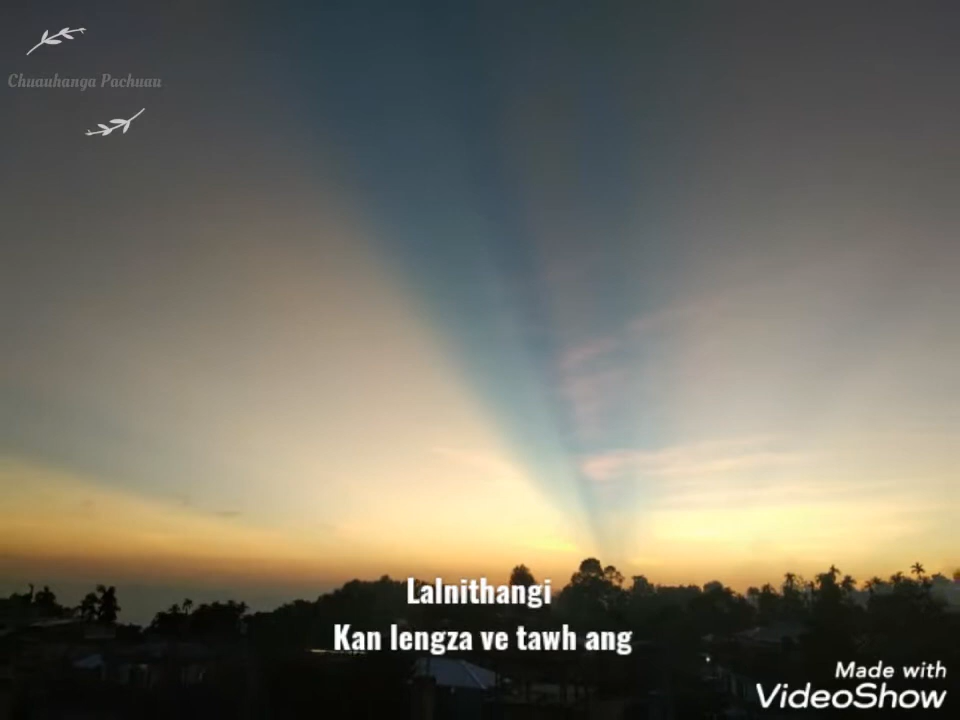 Chuauhanga Pachuau
Lalnithangi
Kan lengza ve tawh ang
Made with
VideoShow